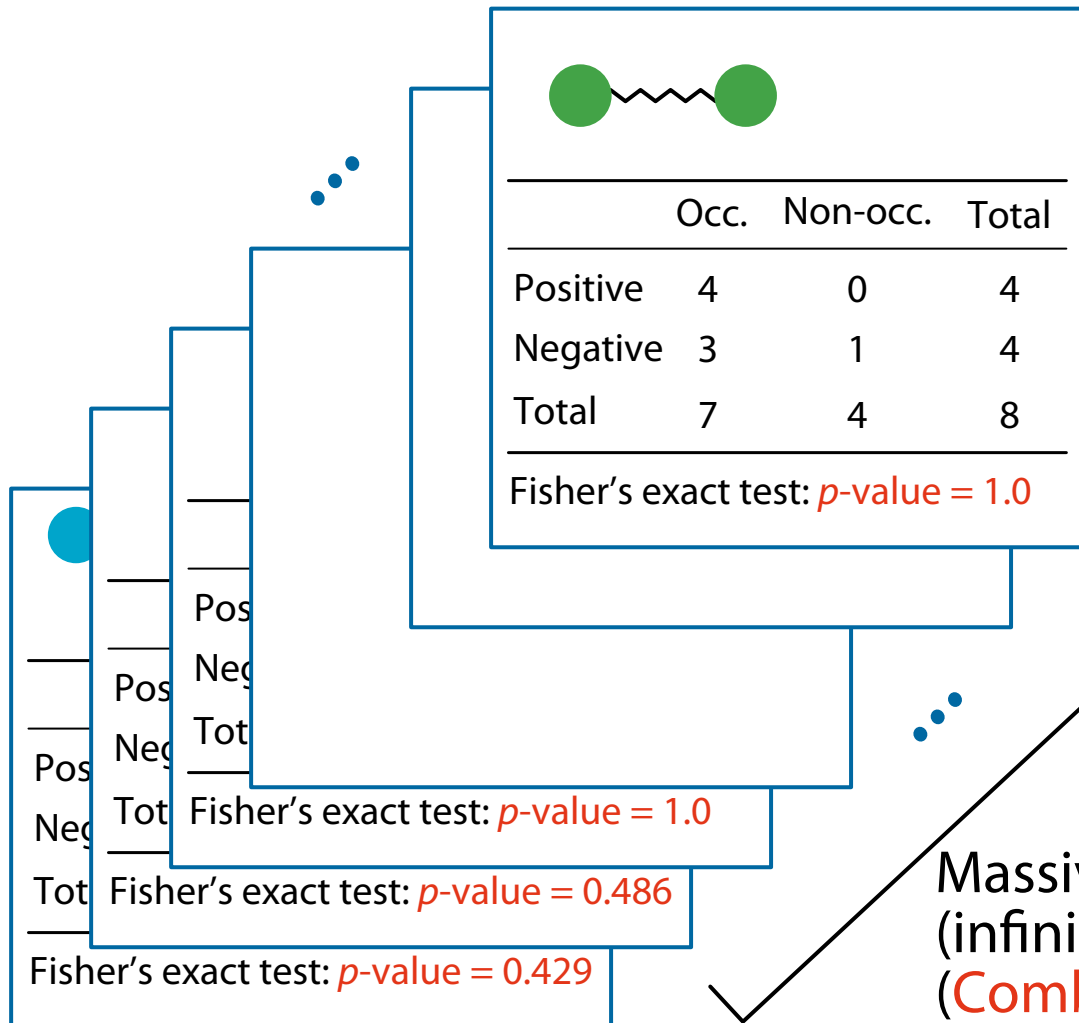 Occ. Non-occ. Total
Positive 4 0 4
Negative 3 1 4
Total 7 4 8
Fisher's exact test: p-value = 1.0
Fisher's exact test: p-value = 1.0
Fisher's exact test: p-value = 0.486
Fisher's exact test: p-value = 0.429